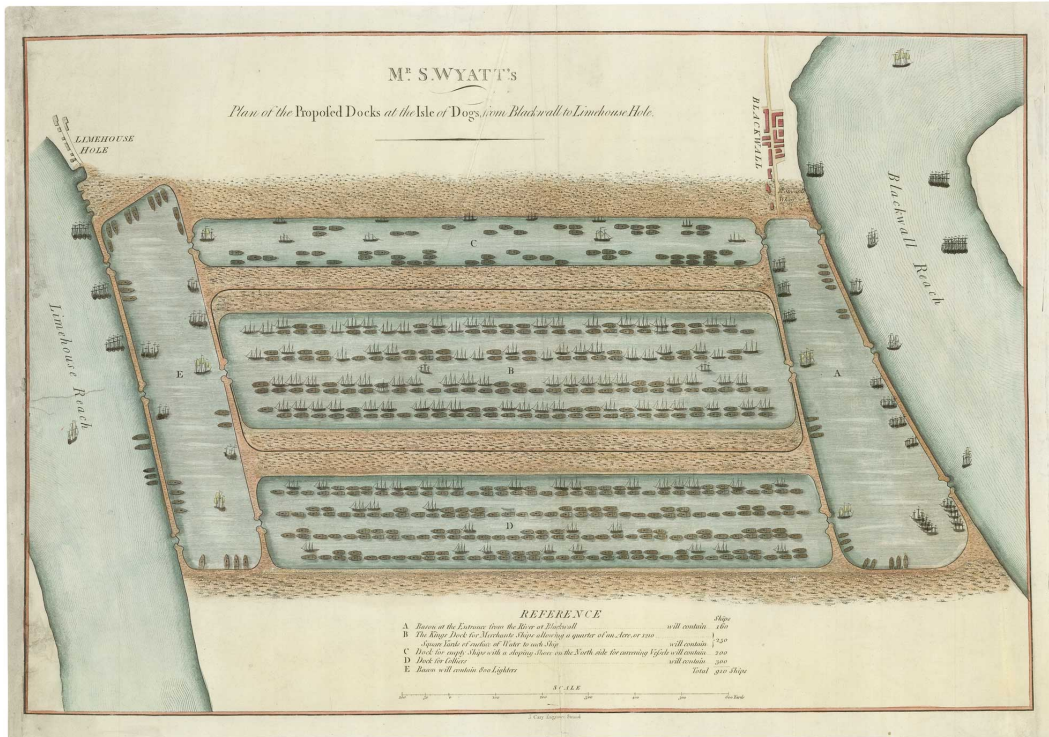 Mr. S. WYATT's
Plan of the Proposed Docks at the Isle of Dogs, from Blackwall to Limehouse Hole.
LIMEHOUSE
HOLE
BLACKWALL
Blackwall Reach
Limehouse Reach
C
E
B
A
D
REFERENCE
Ships
A Bason at the Entrance from the River at Blackwall will contain 160
B The Kings Dock for Merchants Ships allowing a quarter of an Acre, or 1210
Square Yards of surface of Water to each Ship will contain 250
C Dock for empty Ships with a sloping Shore on the North side for careening Vessels will contain 200
D Dock for Colliers will contain 300
E Bason will contain 800 Lighters Total 910 Ships
SCALE